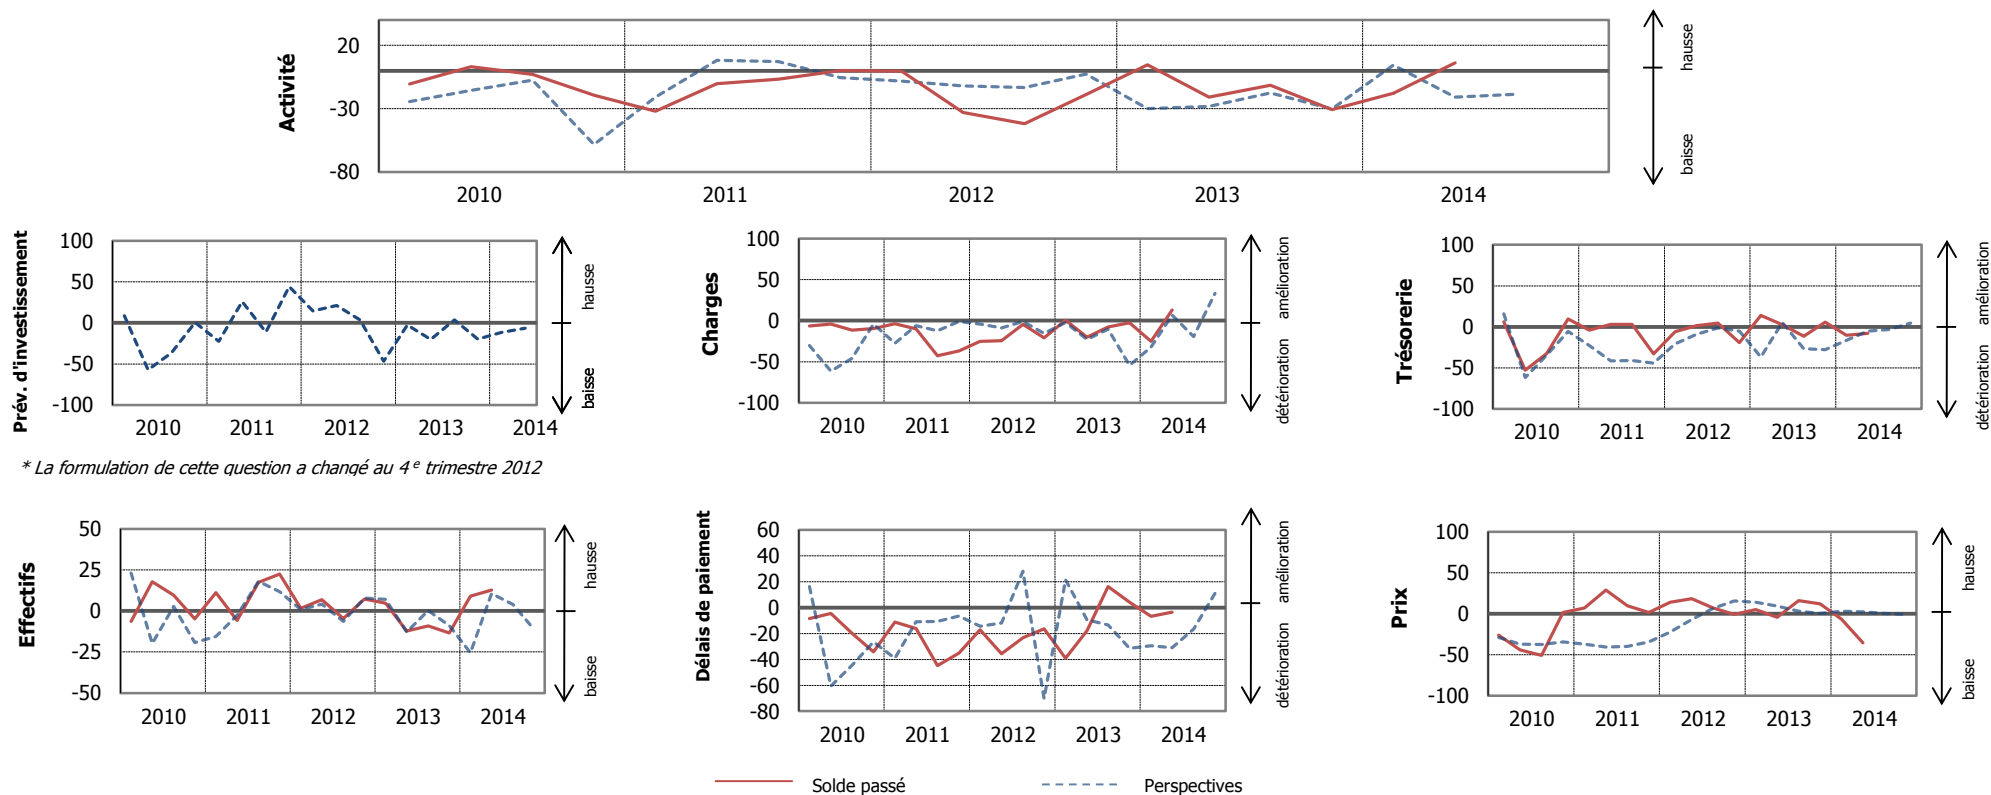 Activité
20
-30
-80
2010 2011 2012 2013 2014
hausse
baisse
Prév. d'investissement
100
50
0
-50
-100
2010 2011 2012 2013 2014
hausse
baisse
* La formulation de cette question a changé au 4e trimestre 2012
Charges
100
50
0
-50
-100
2010 2011 2012 2013 2014
amélioration
détérioration
Trésorerie
100
50
0
-50
-100
2010 2011 2012 2013 2014
amélioration
détérioration
Effectifs
50
25
0
-25
-50
2010 2011 2012 2013 2014
hausse
baisse
Délais de paiement
60
40
20
0
-20
-40
-60
-80
2010 2011 2012 2013 2014
amélioration
détérioration
Prix
100
50
0
-50
-100
2010 2011 2012 2013 2014
hausse
baisse
Solde passé Perspectives